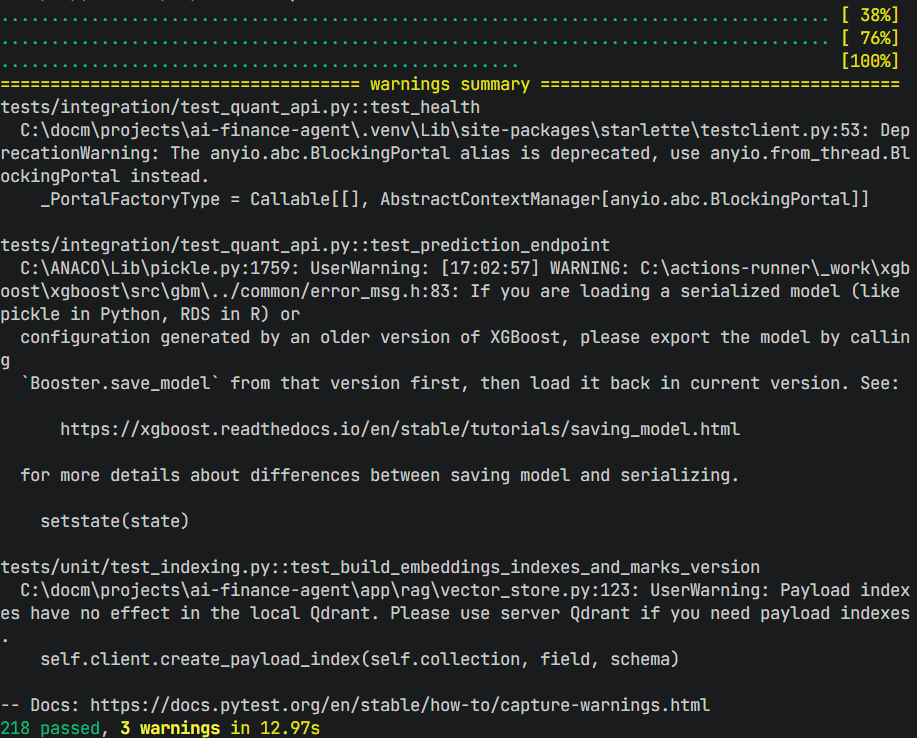 .................................................................................. [ 38%]
.................................................................................. [ 76%]
.................................................... [100%]
==================================== warnings summary ====================================
tests/integration/test_quant_api.py::test_health
  C:\docm\projects\ai-finance-agent\.venv\Lib\site-packages\starlette\testclient.py:53: Dep
recationWarning: The anyio.abc.BlockingPortal alias is deprecated, use anyio.from_thread.Bl
ockingPortal instead.
    _PortalFactoryType = Callable[[], AbstractContextManager[anyio.abc.BlockingPortal]]

tests/integration/test_quant_api.py::test_prediction_endpoint
  C:\ANACO\Lib\pickle.py:1759: UserWarning: [17:02:57] WARNING: C:\actions-runner\_work\xgb
oost\xgboost\src\gbm\../common/error_msg.h:83: If you are loading a serialized model (like
pickle in Python, RDS in R) or
  configuration generated by an older version of XGBoost, please export the model by callin
g
  `Booster.save_model` from that version first, then load it back in current version. See:

      https://xgboost.readthedocs.io/en/stable/tutorials/saving_model.html

  for more details about differences between saving model and serializing.

    setstate(state)

tests/unit/test_indexing.py::test_build_embeddings_indexes_and_marks_version
  C:\docm\projects\ai-finance-agent\app\rag\vector_store.py:123: UserWarning: Payload index
es have no effect in the local Qdrant. Please use server Qdrant if you need payload indexes
.
    self.client.create_payload_index(self.collection, field, schema)

-- Docs: https://docs.pytest.org/en/stable/how-to/capture-warnings.html
218 passed, 3 warnings in 12.97s